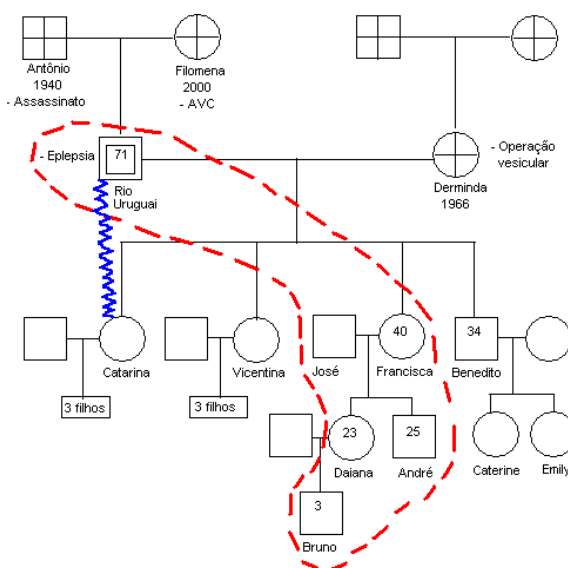 Antônio
1940
- Assassinato
Filomena
2000
- AVC
- Eplepsia
71
Rio
Uruguai
- Operação
vesicular
Derminda
1966
Catarina
3 filhos
Vicentina
3 filhos
José
40
Francisca
34
Benedito
23
Daiana
25
André
Caterine
Emily
3
Bruno